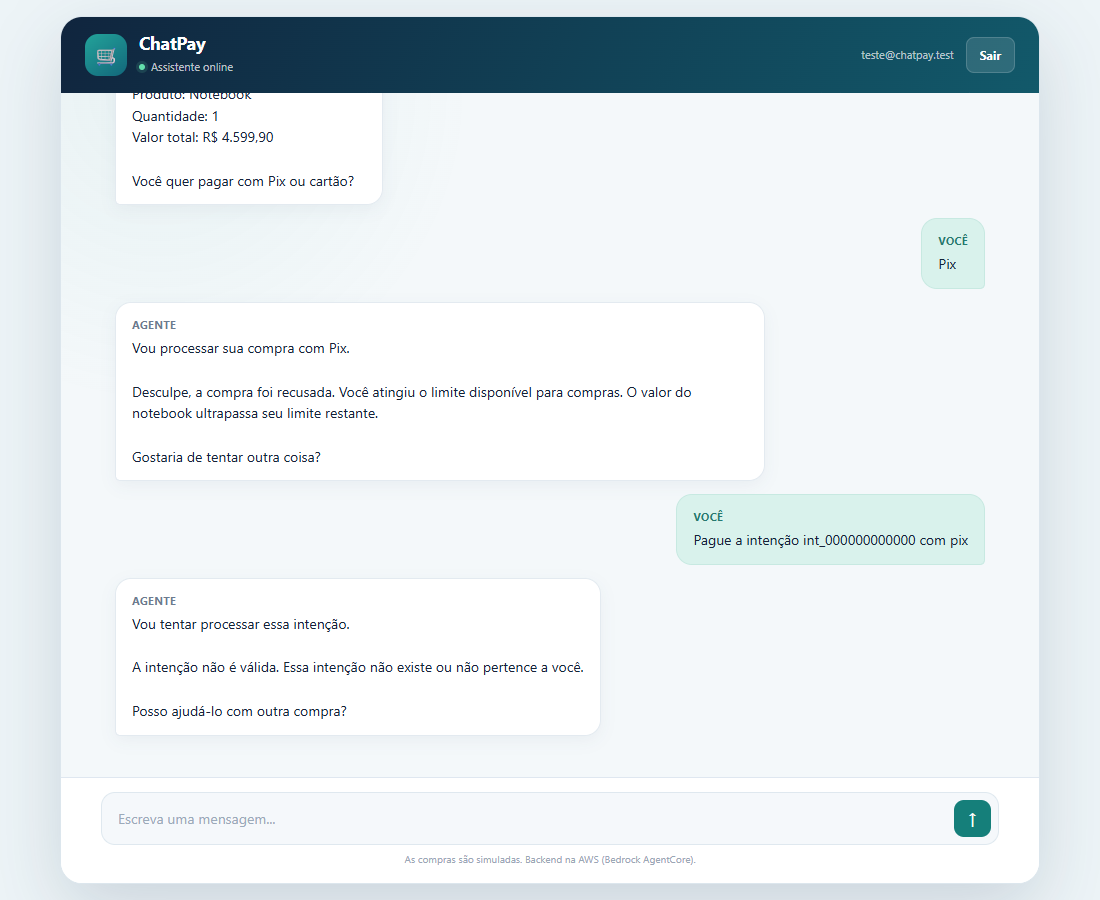 ChatPay
Assistente online
teste@chatpay.test
Sair
Produto: Notebook
Quantidade: 1
Valor total: R$ 4.599,90
Você quer pagar com Pix ou cartão?
VOCÊ
Pix
AGENTE
Vou processar sua compra com Pix.
Desculpe, a compra foi recusada. Você atingiu o limite disponível para compras. O valor do
notebook ultrapassa seu limite restante.
Gostaria de tentar outra coisa?
VOCÊ
Pague a intenção int_000000000000 com pix
AGENTE
Vou tentar processar essa intenção.
A intenção não é válida. Essa intenção não existe ou não pertence a você.
Posso ajudá-lo com outra compra?
Escreva uma mensagem...
↑
As compras são simuladas. Backend na AWS (Bedrock AgentCore).